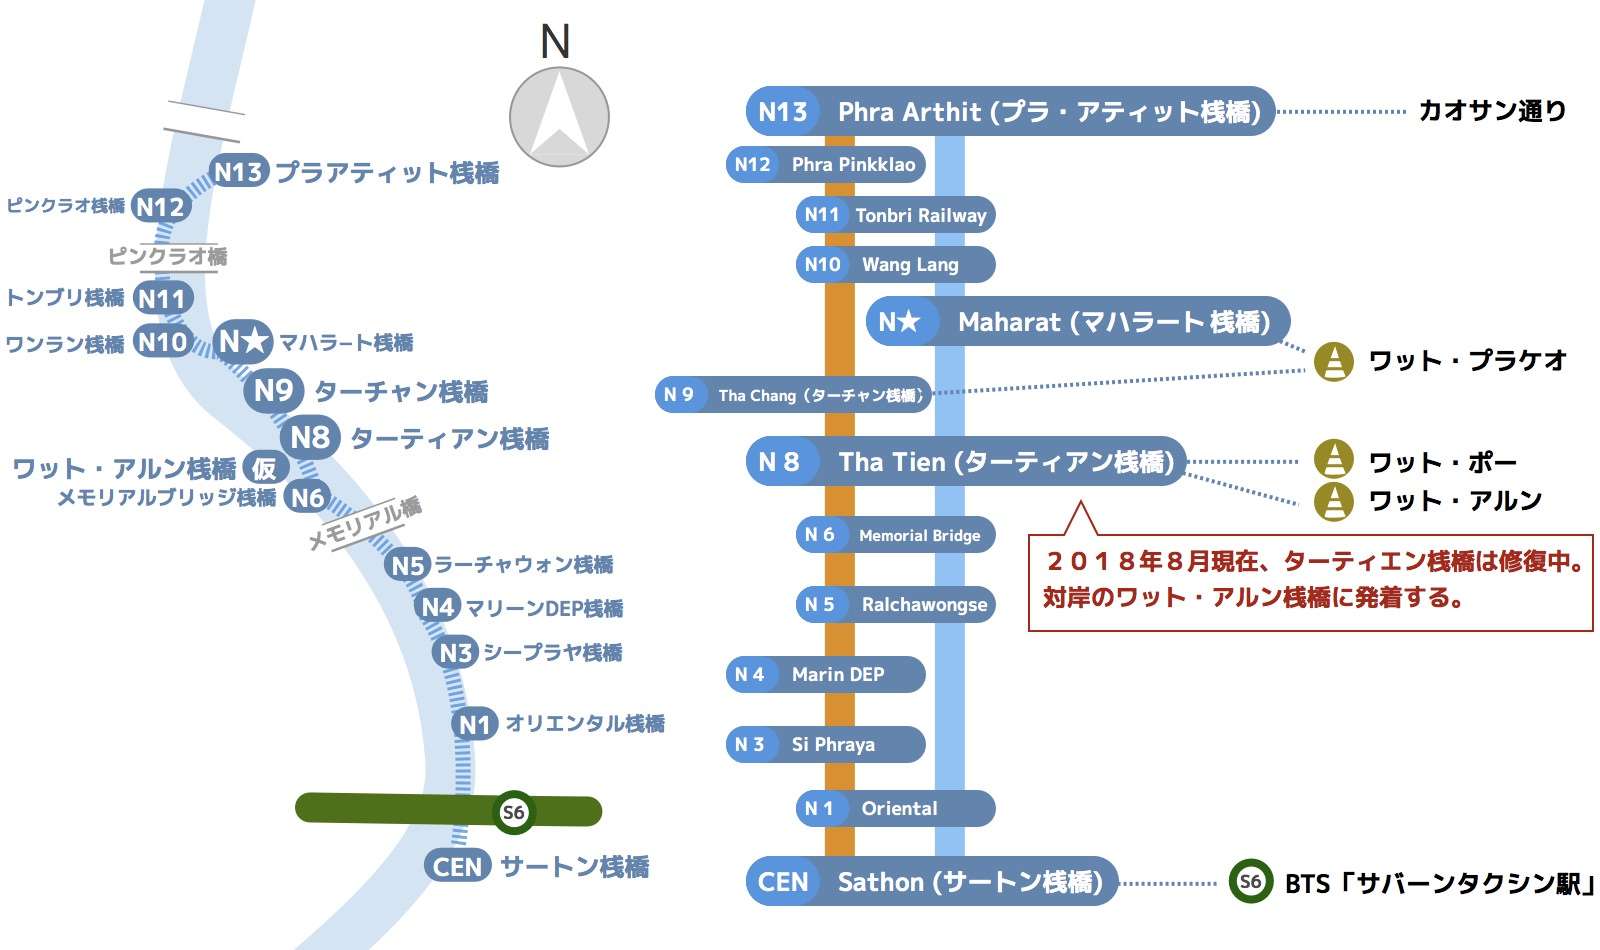 N
N13 プラアティット桟橋
ピンクラオ桟橋 N12
ピンクラオ橋
トンブリ桟橋 N11
ワンラン桟橋 N10
N★ マハラート桟橋
N9 ターチャン桟橋
N8 ターティアン桟橋
ワット・アルン桟橋 仮
メモリアルブリッジ桟橋 N6
メモリアル橋
N5 ラーチャウォン桟橋
N4 マリーンDEP桟橋
N3 シープラヤ桟橋
N1 オリエンタル桟橋
S6
CEN サートン桟橋
N13 Phra Arthit (プラ・アティット桟橋) カオサン通り
N12 Phra Pinkklao
N11 Tonbri Railway
N10 Wang Lang
N★ Maharat (マハラート 桟橋)
ワット・プラケオ
N 9 Tha Chang (ターチャン桟橋)
N 8 Tha Tien (ターティアン桟橋) ワット・ポー
ワット・アルン
N 6 Memorial Bridge
２０１８年８月現在、ターティエン桟橋は修復中。
対岸のワット・アルン桟橋に発着する。
N 5 Ralchawongse
N 4 Marin DEP
N 3 Si Phraya
N 1 Oriental
CEN Sathon (サートン桟橋) S6 BTS「サバーンタクシン駅」